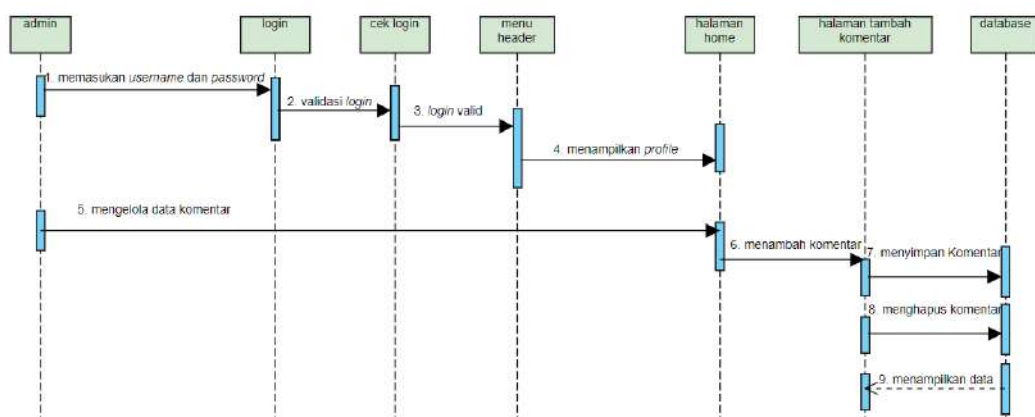 admin
login
cek login
menu
header
halaman
home
halaman tambah
komentar
database
1. memasukan username dan password
2. validasi login
3. login valid
4. menampilkan profile
5. mengelola data komentar
6. menambah komentar
7. menyimpan Komentar
8. menghapus komentar
9. menampilkan data